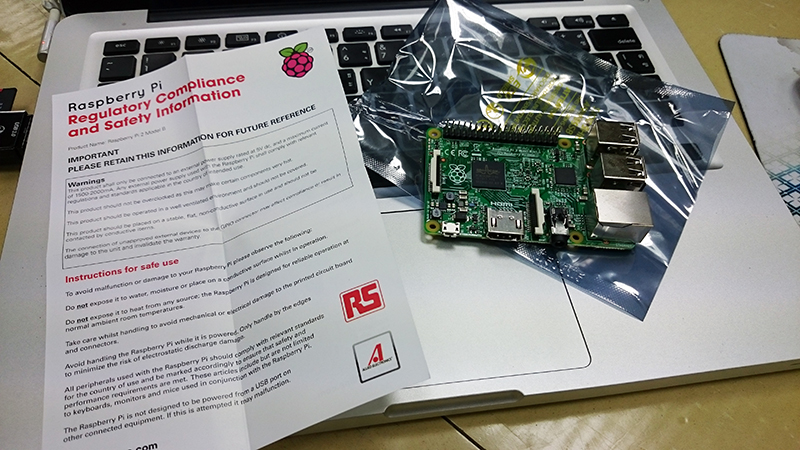 Raspberry Pi
Regulatory Compliance
and Safety Information
Product Name: Raspberry Pi 2 Model B
IMPORTANT
PLEASE RETAIN THIS INFORMATION FOR FUTURE REFERENCE
Warnings
This product shall only be connected to an external power supply rated at 5V dc, and a maximum current
of 1800-2000mA. Any external power supply used with the Raspberry Pi shall comply with relevant
regulations and standards applicable in the country of intended use.
This product should not be overclocked as this may make certain components very hot.
This product should be operated in a well ventilated environment and should not be covered.
This product should be placed on a stable, flat, non-conductive surface in use and should not be
contacted by conductive items.
The connection of unapproved external devices to the GPIO connector may affect compliance or result in
damage to the unit and invalidate the warranty.
Instructions for safe use
To avoid malfunction or damage to your Raspberry Pi please observe the following:
Do not expose it to water, moisture or place on a conductive surface whilst in operation.
Do not expose it to heat from any source; the Raspberry Pi is designed for reliable operation at
normal ambient room temperatures
Take care whilst handling to avoid mechanical or electrical damage to the printed circuit board
and connectors.
Avoid handling the Raspberry Pi while it is powered. Only handle by the edges
to minimize the risk of electrostatic discharge damage.
All peripherals used with the Raspberry Pi should comply with relevant standards
for the country of use and be marked accordingly to ensure that safety and
performance requirements are met. These articles include but are not limited
to keyboards, monitors and mice used in conjunction with the Raspberry Pi.
The Raspberry Pi is not designed to be powered from a USB port on
other connected equipment. If this is attempted it may malfunction.
RS
A
ALLIED ELECTRONICS
HDMI
CE FC
esc